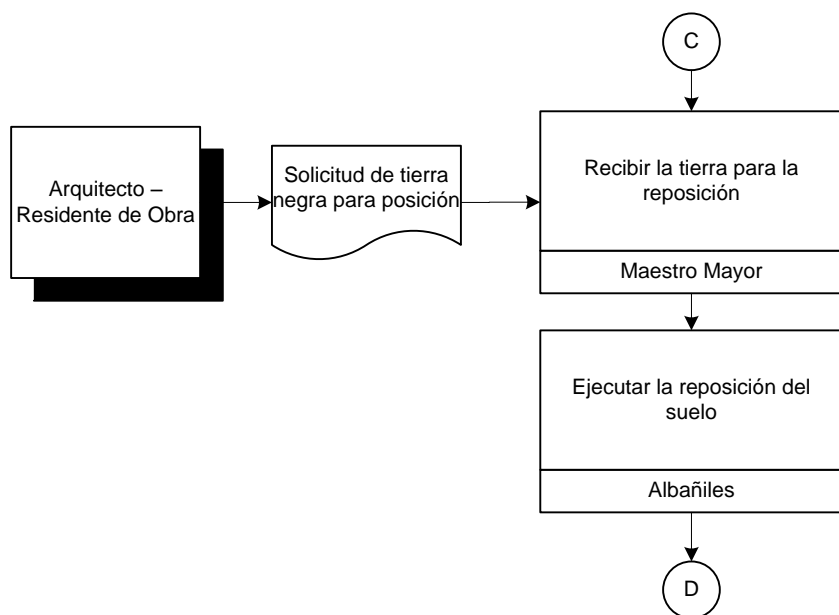 C
Arquitecto –
Residente de Obra
Solicitud de tierra
negra para posición
Recibir la tierra para la
reposición
Maestro Mayor
Ejecutar la reposición del
suelo
Albañiles
D